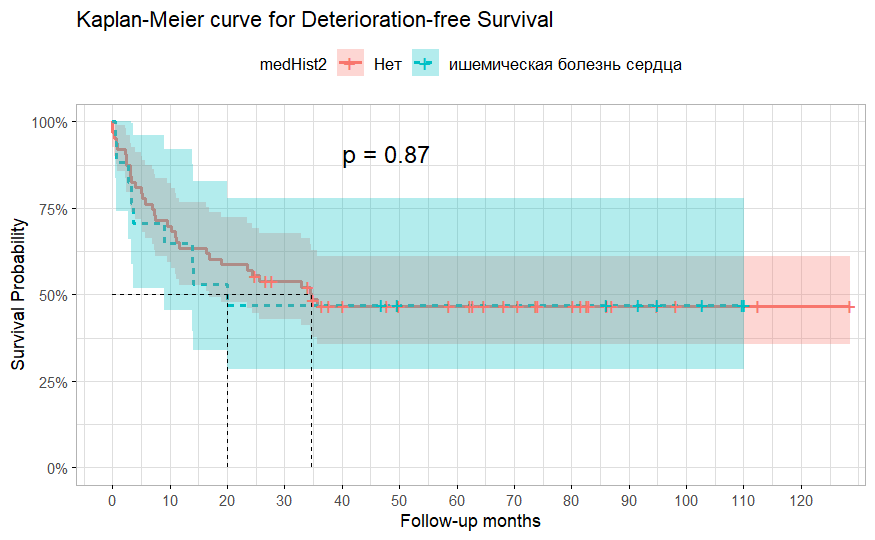 Kaplan-Meier curve for Deterioration-free Survival
medHist2 Нет ишемическая болезнь сердца
100%
p = 0.87
75%
50%
25%
0%
Survival Probability
0 10 20 30 40 50 60 70 80 90 100 110 120
Follow-up months